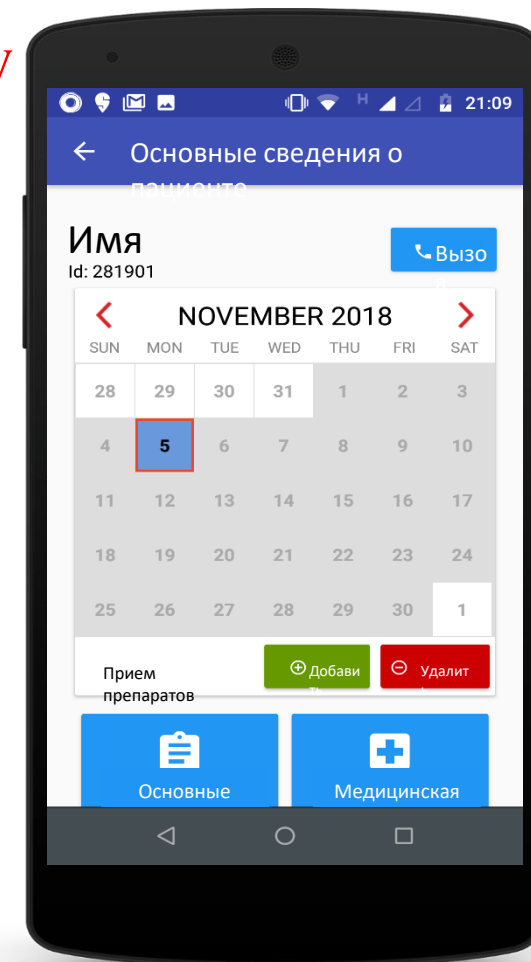 21:09
Основные сведения о
пациенте
Имя
Id: 281901
Вызо
NOVEMBER 2018
SUN MON TUE WED THU FRI SAT
28 29 30 31 1 2 3
4 5 6 7 8 9 10
11 12 13 14 15 16 17
18 19 20 21 22 23 24
25 26 27 28 29 30 1
Прием
препаратов
Добави
Удалит
Основные
Медицинская